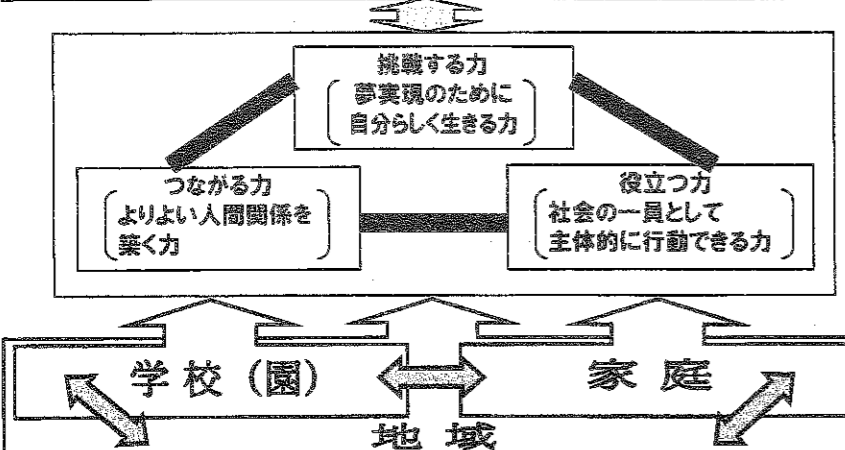 挑戦する力
夢実現のために
自分らしく生きる力
つながる力
よりよい人間関係を
築く力
役立つ力
社会の一員として
主体的に行動できる力
学校(園)
家庭
地域